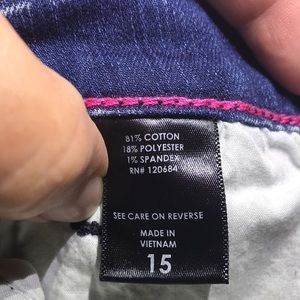 81% COTTON
18% POLYESTER
1% SPANDEX
RN# 120684
SEE CARE ON REVERSE
MADE IN
VIETNAM
15